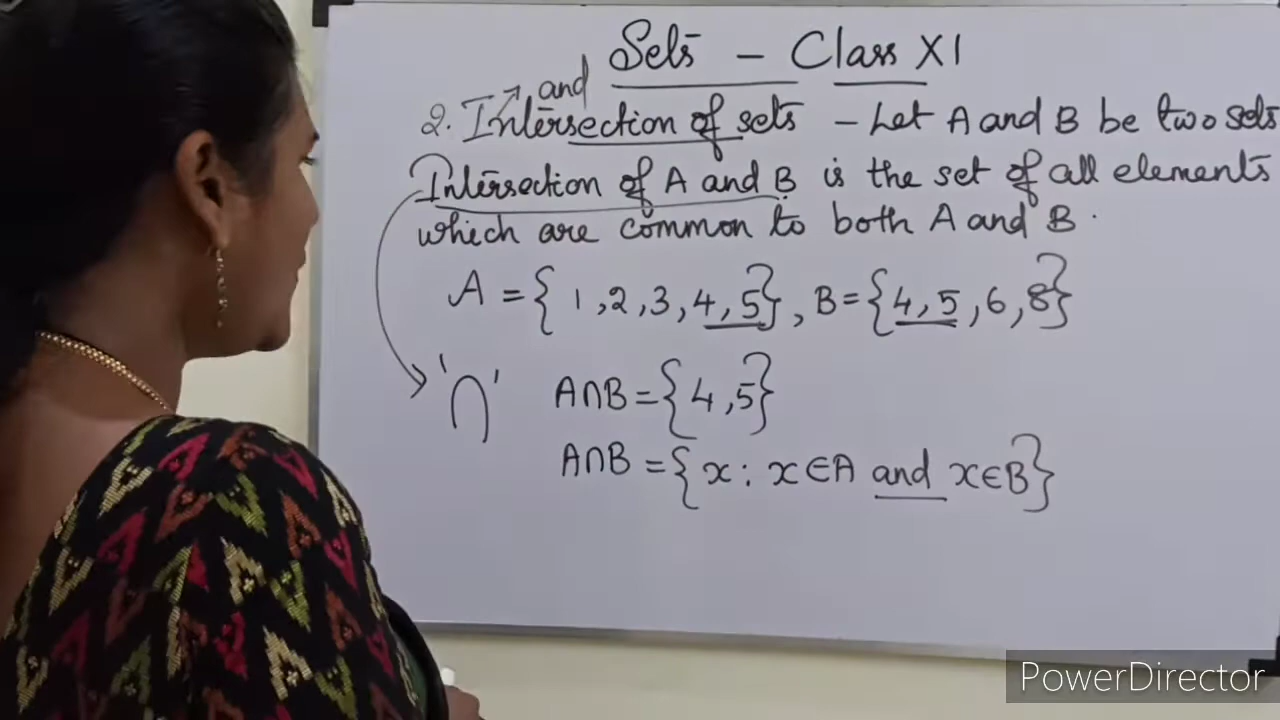 Sets - Class XI
and
2. Intersection of sets - Let A and B be two sets
Intersection of A and B is the set of all elements
which are common to both A and B.
A = {1,2,3,4,5}, B = {4,5,6,8}
'∩' A∩B = {4,5}
A∩B = {x : x∈A and x∈B}
PowerDirector